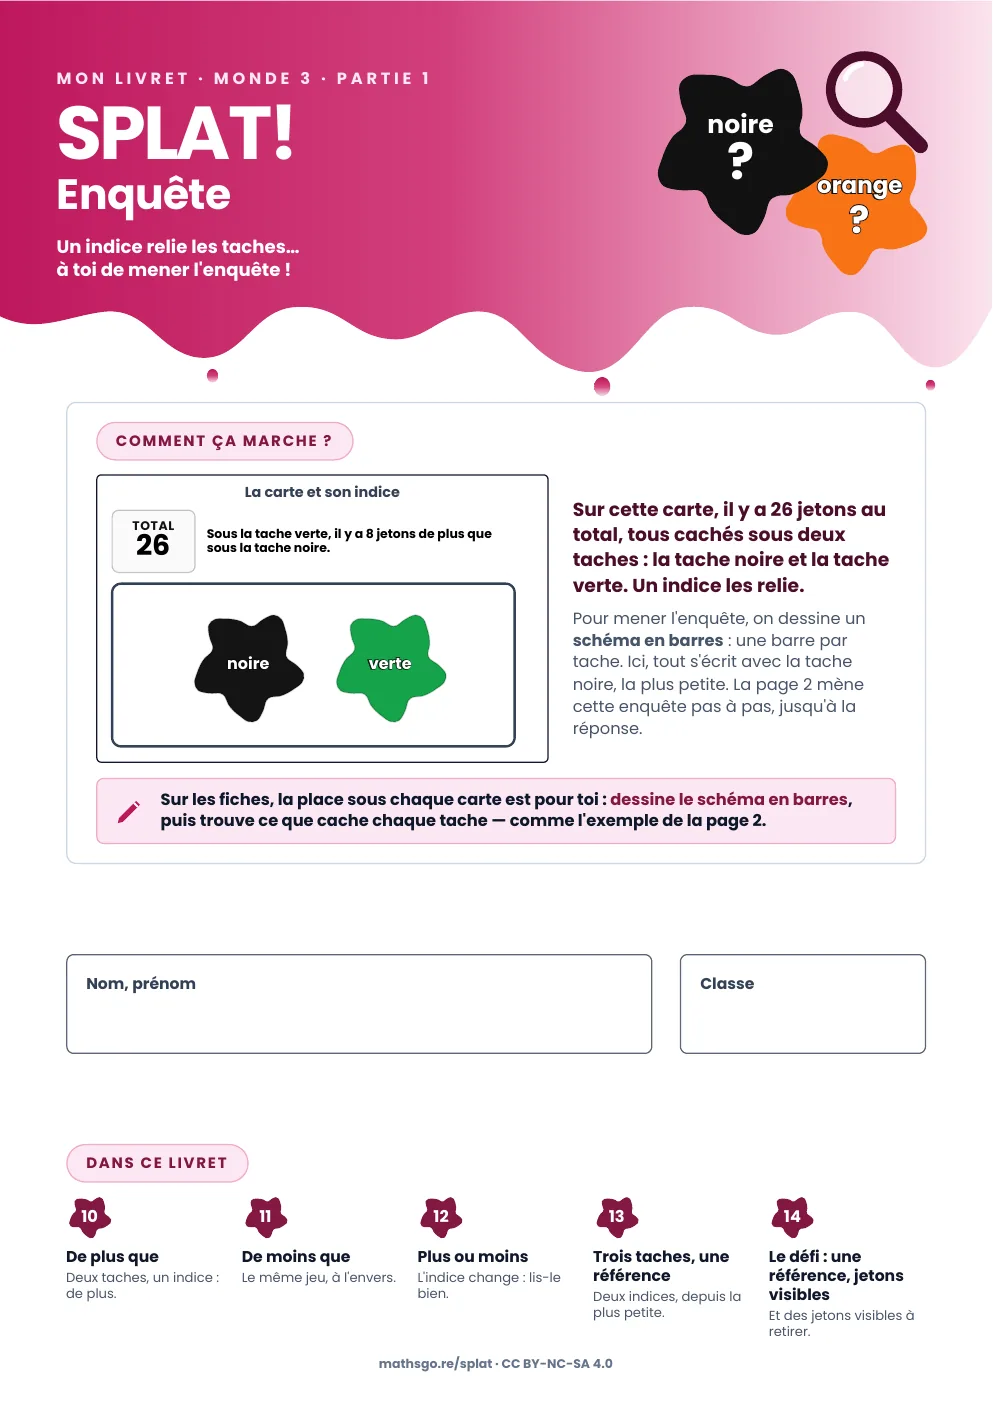 MON LIVRET · MONDE 3 · PARTIE 1
SPLAT!
Enquête
Un indice relie les taches…
à toi de mener l'enquête !
noire
?
orange
?
COMMENT ÇA MARCHE ?
La carte et son indice
TOTAL
26
Sous la tache verte, il y a 8 jetons de plus que
sous la tache noire.
noire
verte
Sur cette carte, il y a 26 jetons au
total, tous cachés sous deux
taches : la tache noire et la tache
verte. Un indice les relie.
Pour mener l'enquête, on dessine un
schéma en barres : une barre par
tache. Ici, tout s'écrit avec la tache
noire, la plus petite. La page 2 mène
cette enquête pas à pas, jusqu'à la
réponse.
Sur les fiches, la place sous chaque carte est pour toi : dessine le schéma en barres,
puis trouve ce que cache chaque tache — comme l'exemple de la page 2.
Nom, prénom
Classe
DANS CE LIVRET
10
De plus que
Deux taches, un indice :
de plus.
11
De moins que
Le même jeu, à l'envers.
12
Plus ou moins
L'indice change : lis-le
bien.
13
Trois taches, une
référence
Deux indices, depuis la
plus petite.
14
Le défi : une
référence, jetons
visibles
Et des jetons visibles à
retirer.
mathsgo.re/splat · CC BY-NC-SA 4.0